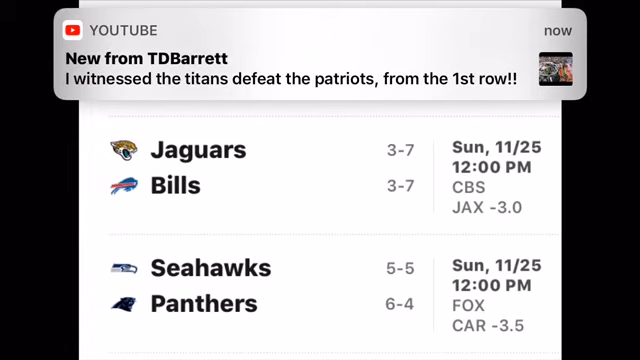 YOUTUBE now
New from TDBarrett
I witnessed the titans defeat the patriots, from the 1st row!!
Jaguars 3-7
Bills 3-7
Sun, 11/25
12:00 PM
CBS
JAX -3.0
Seahawks 5-5
Panthers 6-4
Sun, 11/25
12:00 PM
FOX
CAR -3.5